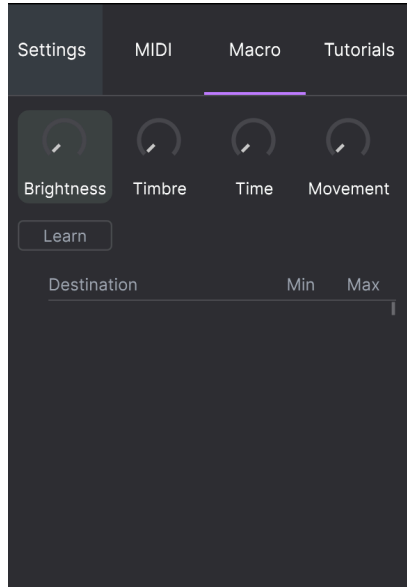 Settings MIDI Macro Tutorials
Brightness Timbre Time Movement
Learn
Destination Min Max